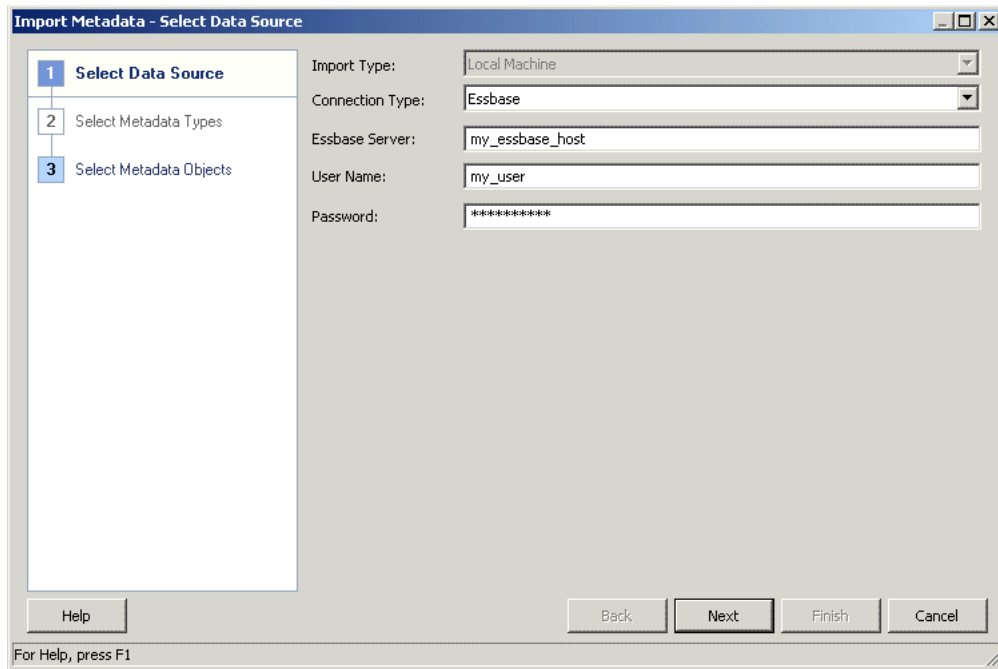 Import Metadata - Select Data Source
1 Select Data Source
2 Select Metadata Types
3 Select Metadata Objects
Import Type: Local Machine
Connection Type: Essbase
Essbase Server: my_essbase_host
User Name: my_user
Password: **********
Help Back Next Finish Cancel
For Help, press F1